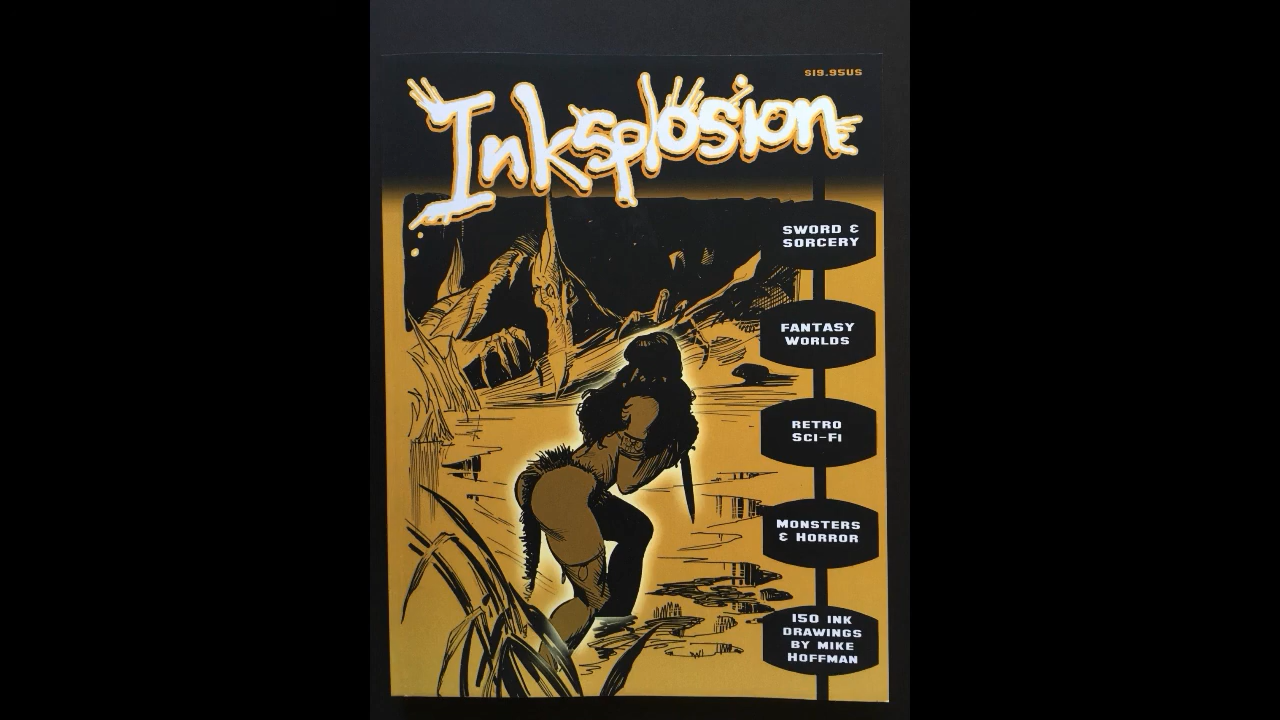 $19.95US
Inksplosion
SWORD &
SORCERY
FANTASY
WORLDS
RETRO
SCI-FI
MONSTERS
& HORROR
150 INK
DRAWINGS
BY MIKE
HOFFMAN